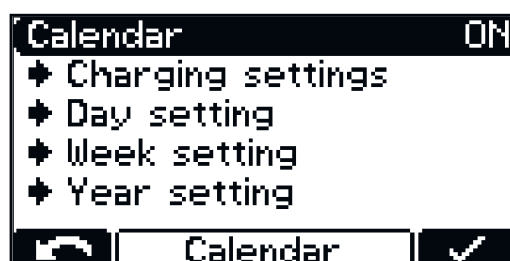 Calendar ON
Charging settings
Day setting
Week setting
Year setting
Calendar